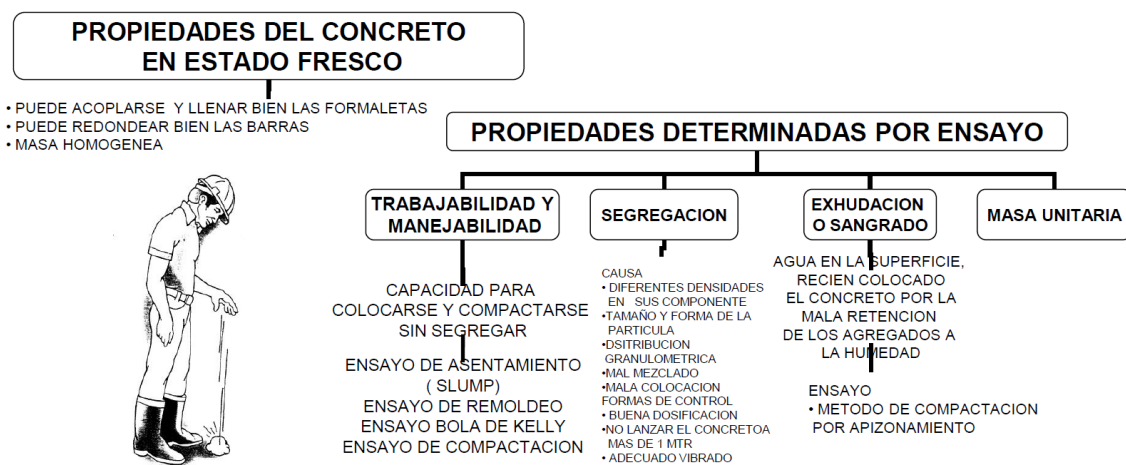 PROPIEDADES DEL CONCRETO
EN ESTADO FRESCO
• PUEDE ACOPLARSE Y LLENAR BIEN LAS FORMALETAS
• PUEDE REDONDEAR BIEN LAS BARRAS
• MASA HOMOGENEA
PROPIEDADES DETERMINADAS POR ENSAYO
TRABAJABILIDAD Y
MANEJABILIDAD
CAPACIDAD PARA
COLOCARSE Y COMPACTARSE
SIN SEGREGAR
ENSAYO DE ASENTAMIENTO
( SLUMP)
ENSAYO DE REMOLDEO
ENSAYO BOLA DE KELLY
ENSAYO DE COMPACTACION
SEGREGACION
CAUSA
• DIFERENTES DENSIDADES
EN SUS COMPONENTE
•TAMAÑO Y FORMA DE LA
PARTICULA
•DSITRIBUCION
GRANULOMETRICA
•MAL MEZCLADO
•MALA COLOCACION
FORMAS DE CONTROL
• BUENA DOSIFICACION
•NO LANZAR EL CONCRETOA
MAS DE 1 MTR
• ADECUADO VIBRADO
EXHUDACION
O SANGRADO
AGUA EN LA SUPERFICIE,
RECIEN COLOCADO
EL CONCRETO POR LA
MALA RETENCION
DE LOS AGREGADOS A
LA HUMEDAD
ENSAYO
• METODO DE COMPACTACION
POR APIZONAMIENTO
MASA UNITARIA